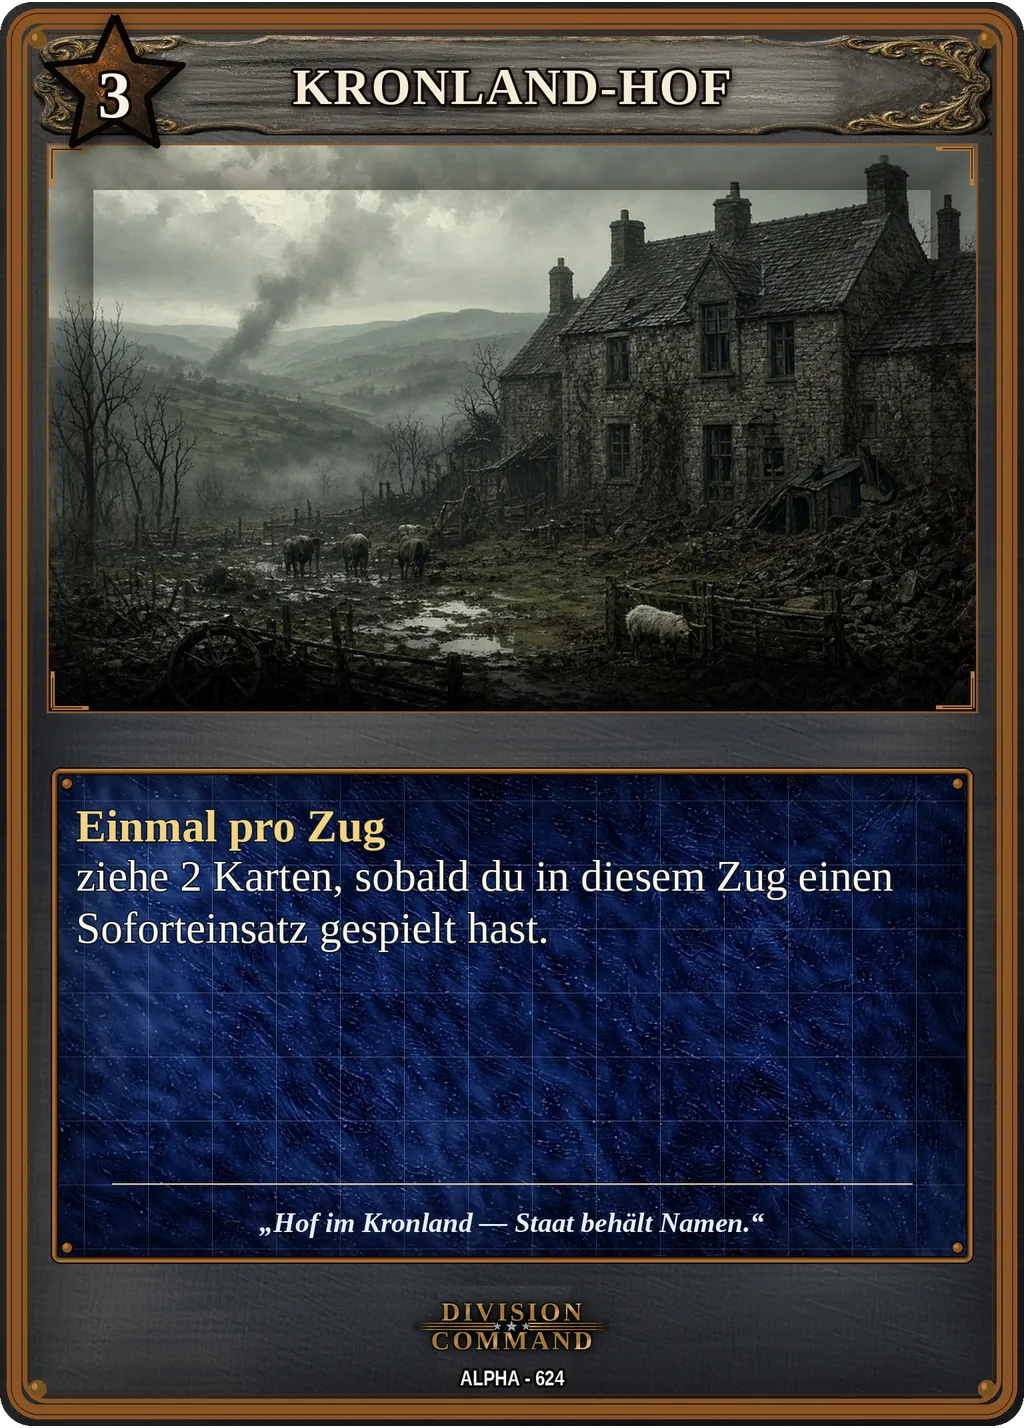 3
KRONLAND-HOF
Einmal pro Zug
ziehe 2 Karten, sobald du in diesem Zug einen
Soforteinsatz gespielt hast.
„Hof im Kronland — Staat behält Namen.“
DIVISION
COMMAND
ALPHA - 624